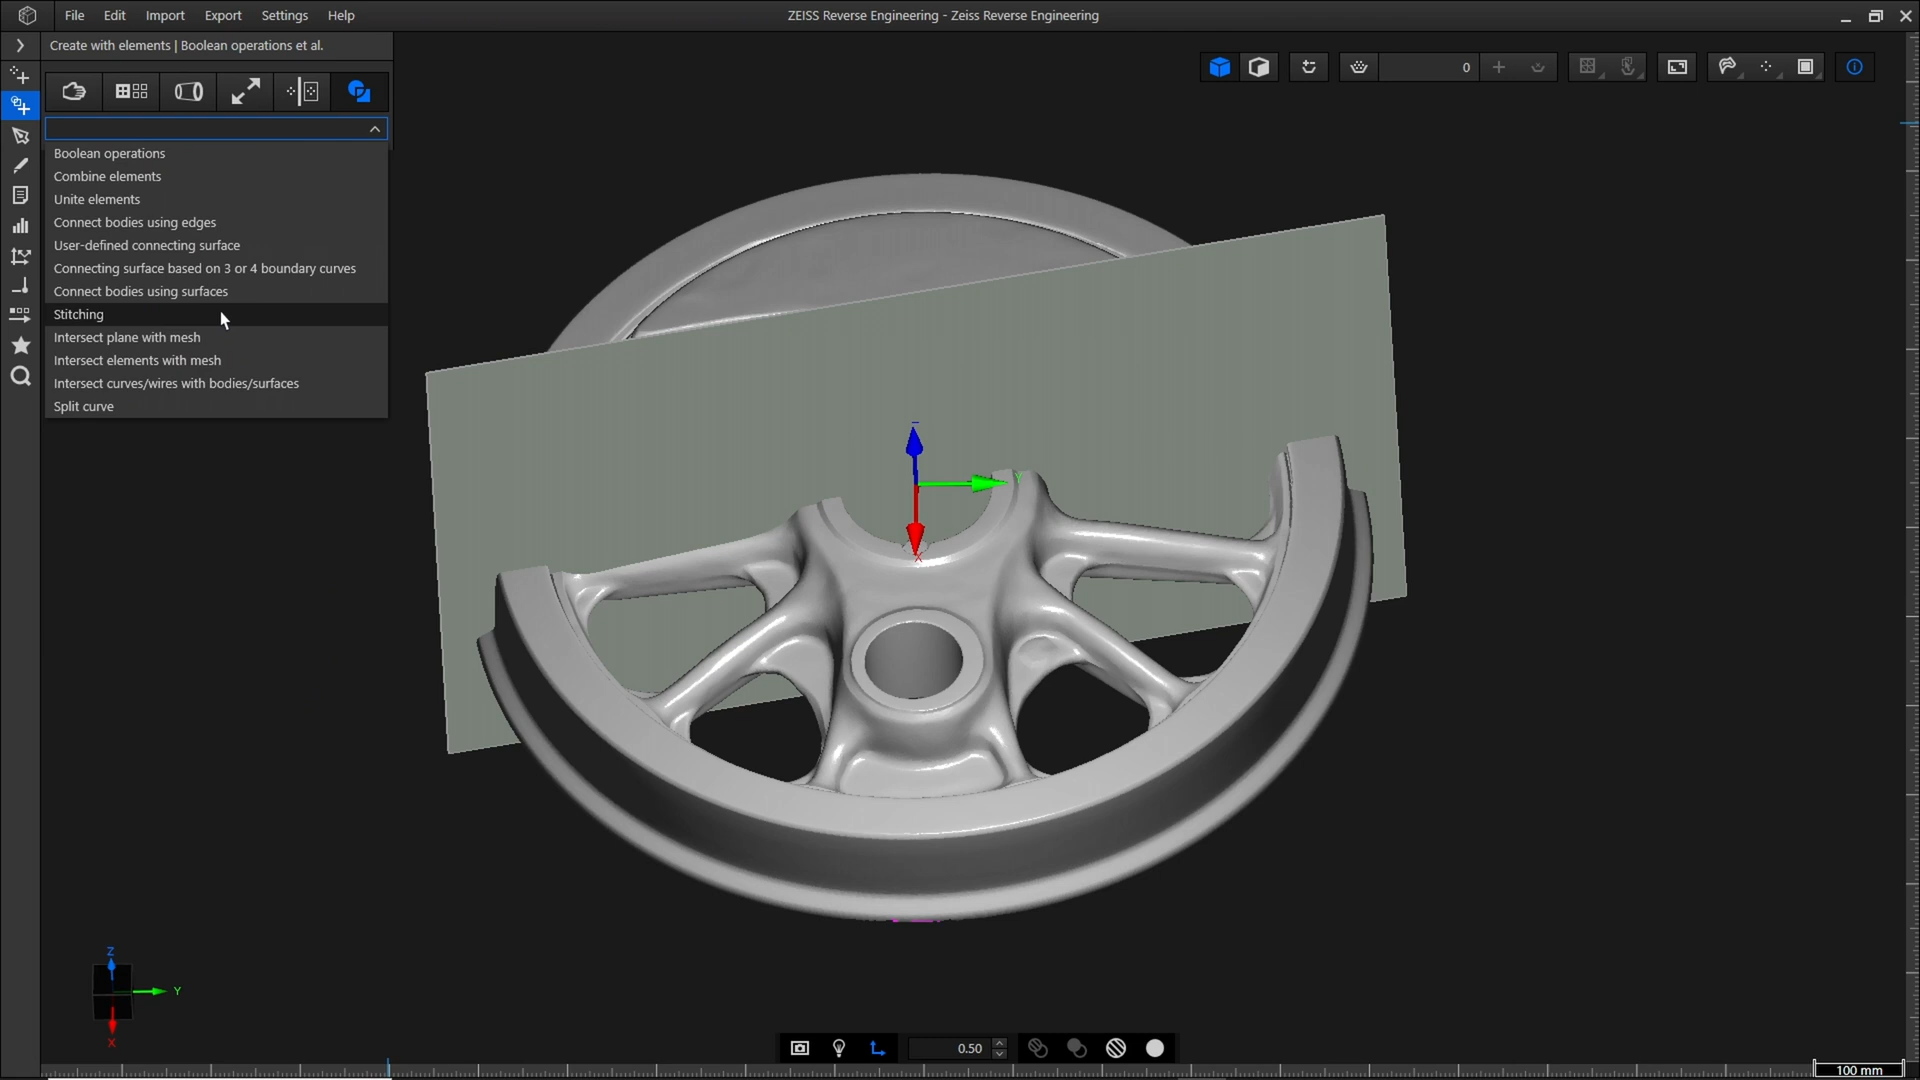 File Edit Import Export Settings Help
ZEISS Reverse Engineering - Zeiss Reverse Engineering
Create with elements | Boolean operations et al.
0
Boolean operations
Combine elements
Unite elements
Connect bodies using edges
User-defined connecting surface
Connecting surface based on 3 or 4 boundary curves
Connect bodies using surfaces
Stitching
Intersect plane with mesh
Intersect elements with mesh
Intersect curves/wires with bodies/surfaces
Split curve
X
Z
Y
X
0.50
100 mm